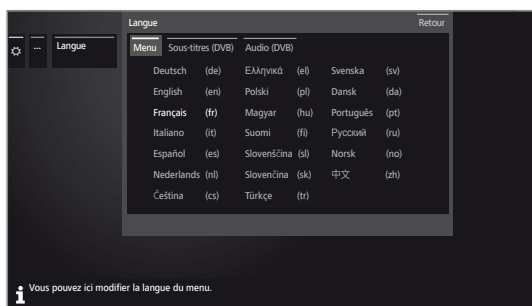 Langue Retour
... Langue Menu Sous-titres (DVB) Audio (DVB)
Deutsch (de) Ελληνικά (el) Svenska (sv)
English (en) Polski (pl) Dansk (da)
Français (fr) Magyar (hu) Português (pt)
Italiano (it) Suomi (fi) Русский (ru)
Español (es) Slovenščina (sl) Norsk (no)
Nederlands (nl) Slovenčina (sk) 中文 (zh)
Čeština (cs) Türkçe (tr)
Vous pouvez ici modifier la langue du menu.